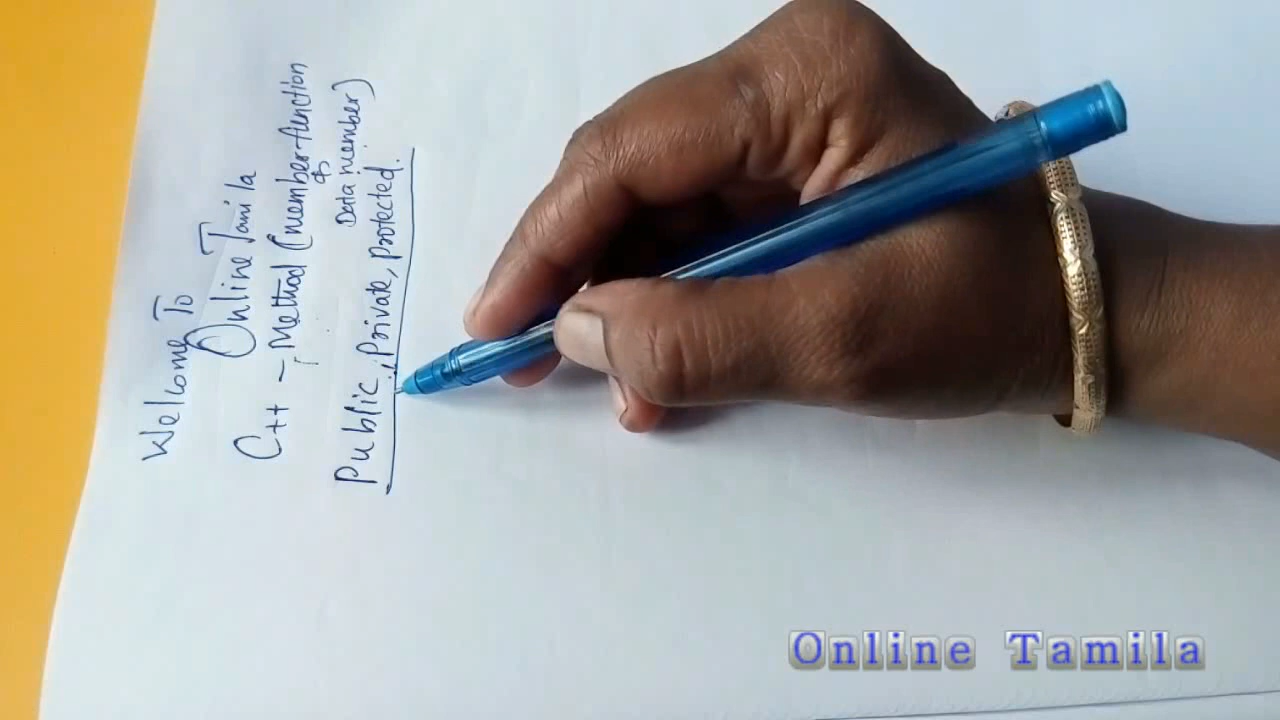 Welcome To
Online Tamila
C++ - Method (member function
&
Data member)
Public, Private, Protected.
Online Tamila